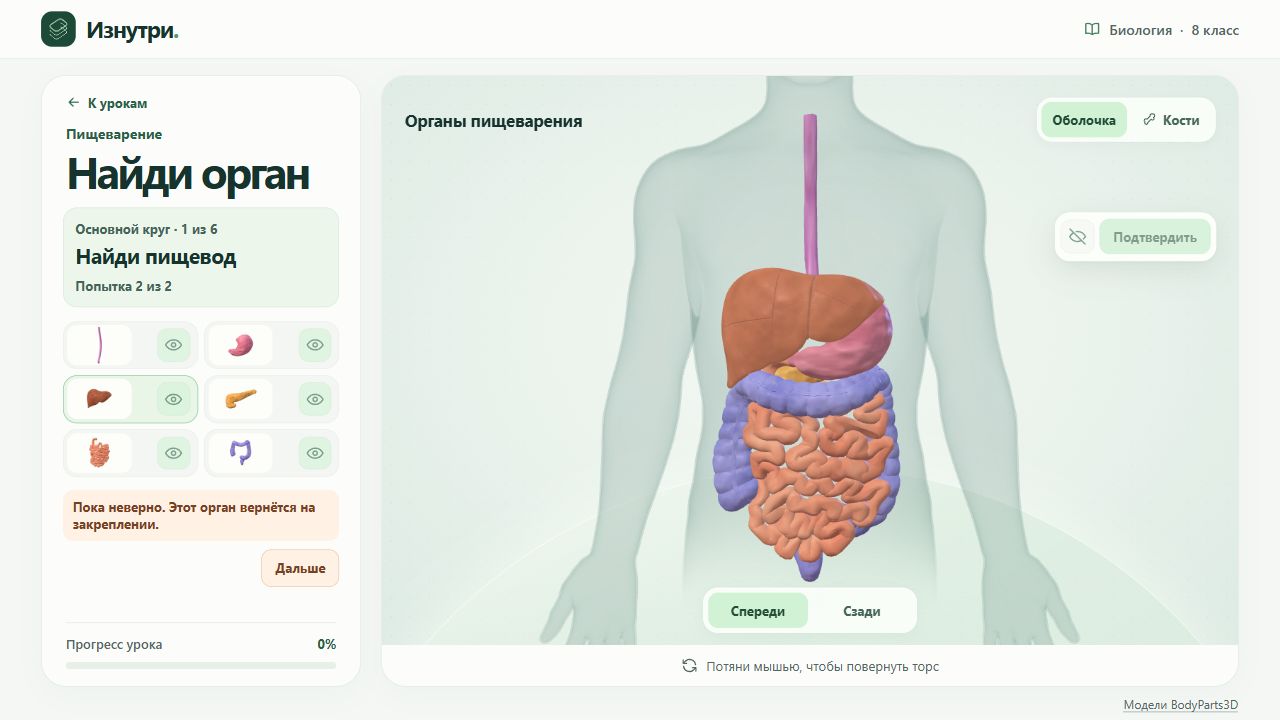 Изнутри.
Биология · 8 класс
К урокам
Пищеварение
Найди орган
Основной круг · 1 из 6
Найди пищевод
Попытка 2 из 2
Пока неверно. Этот орган вернётся на
закреплении.
Дальше
Прогресс урока 0%
Органы пищеварения
Оболочка
Кости
Подтвердить
Спереди
Сзади
Потяни мышью, чтобы повернуть торс
Модели BodyParts3D